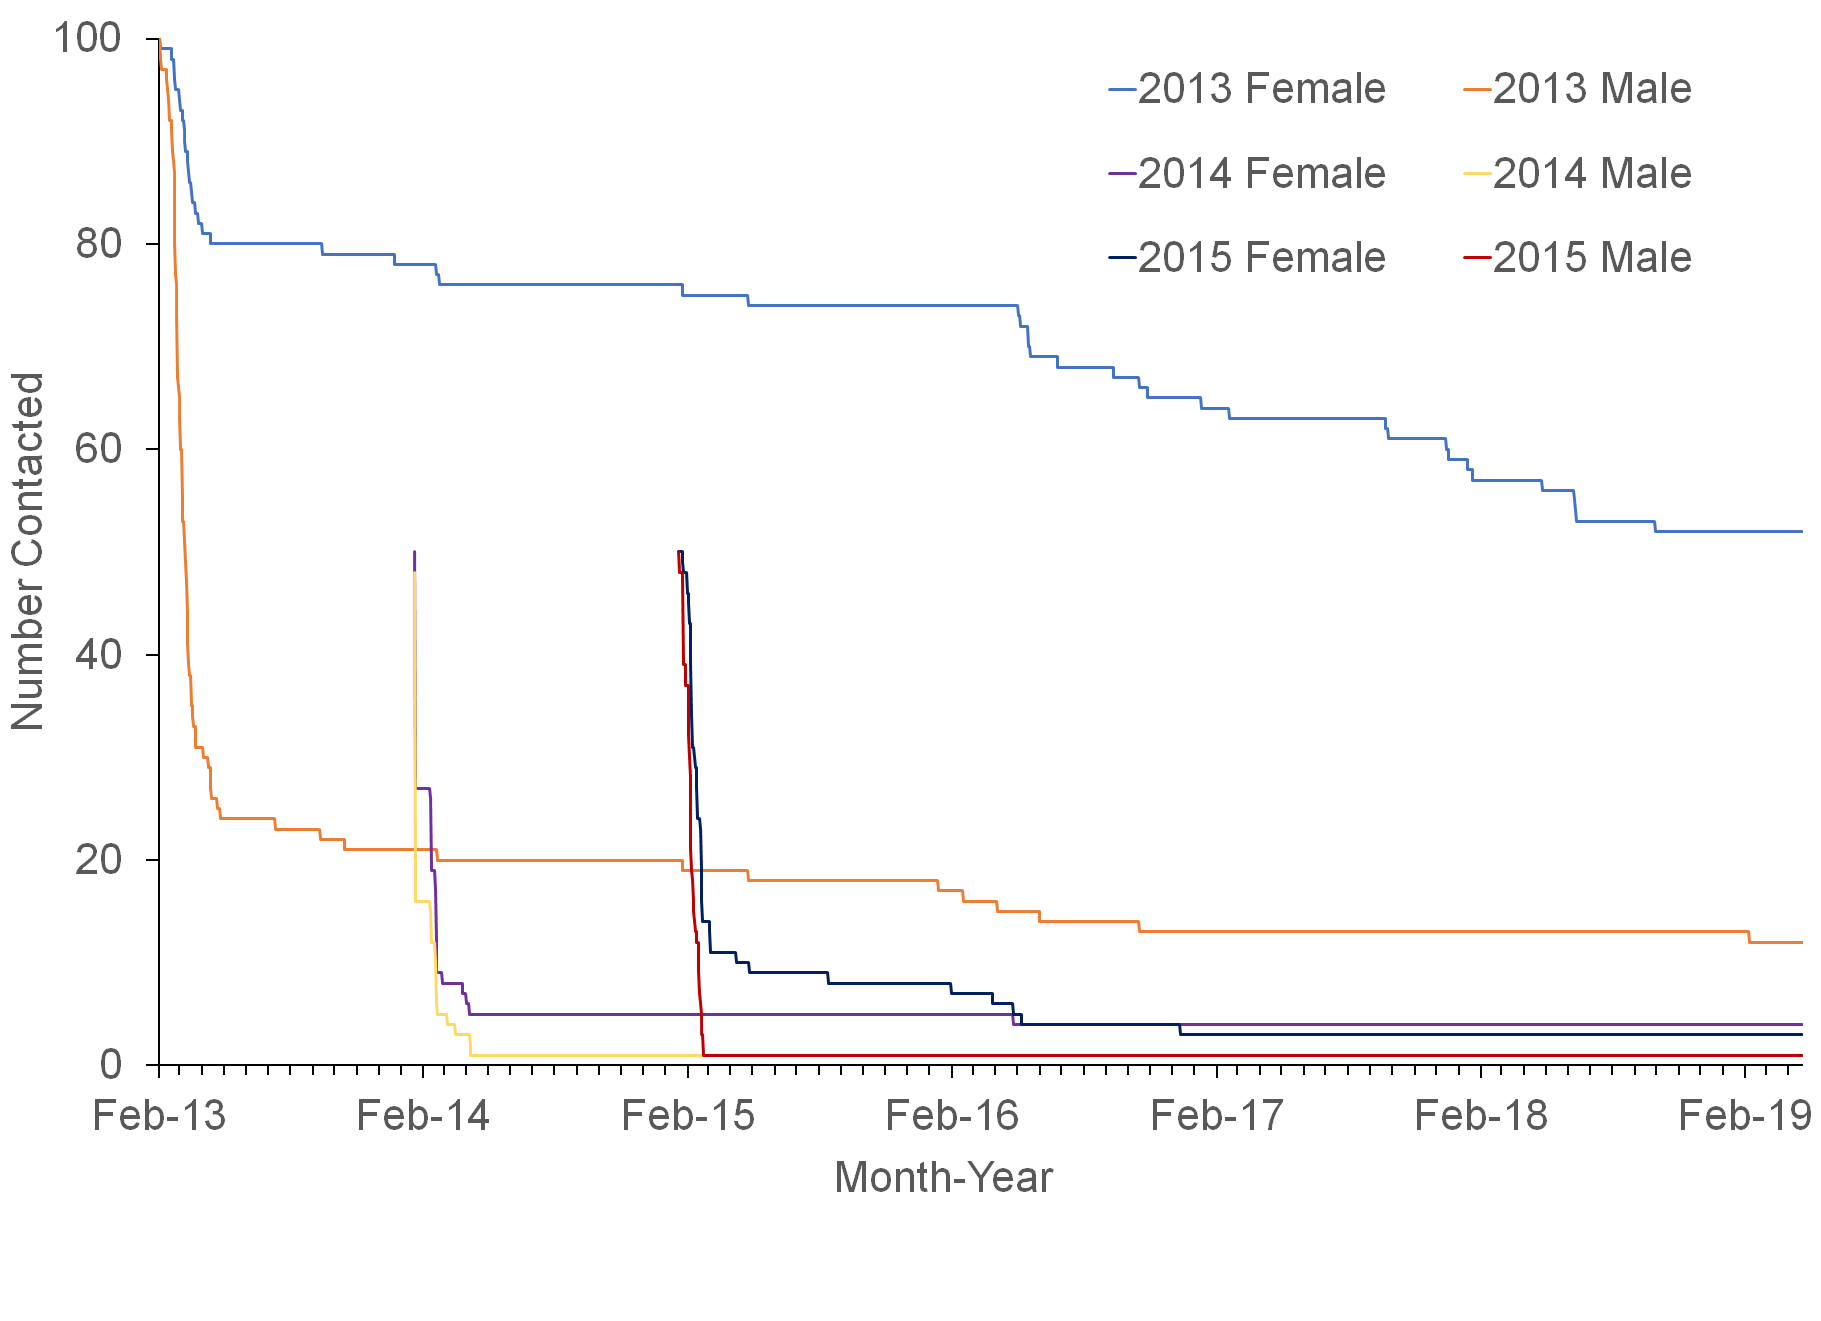 100
80
60
40
20
0
Number Contacted
2013 Female
2013 Male
2014 Female
2014 Male
2015 Female
2015 Male
Feb-13
Feb-14
Feb-15
Feb-16
Feb-17
Feb-18
Feb-19
Month-Year